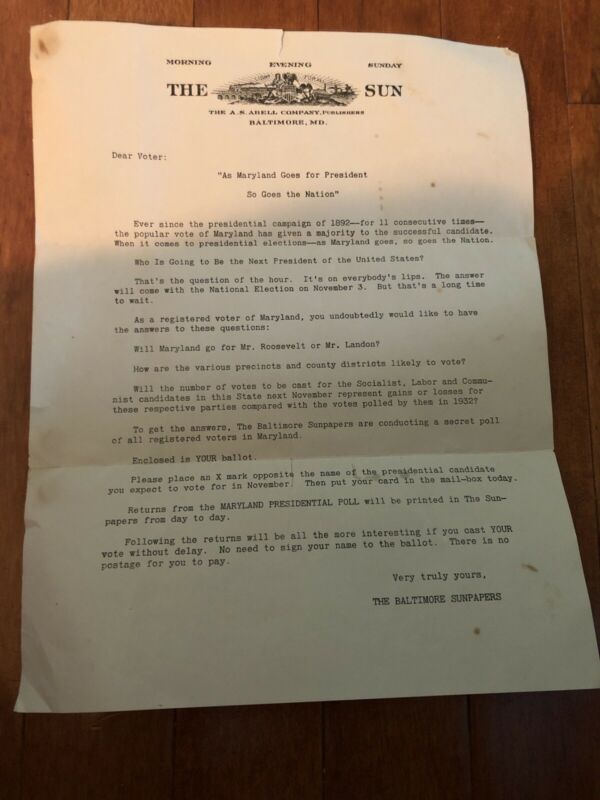 MORNING EVENING SUNDAY
THE SUN
THE A. S. ABELL COMPANY, PUBLISHERS
BALTIMORE, MD.
Dear Voter:
"As Maryland Goes for President
So Goes the Nation"
Ever since the presidential campaign of 1892--for 11 consecutive times--
the popular vote of Maryland has given a majority to the successful candidate.
When it comes to presidential elections--as Maryland goes, so goes the Nation.
Who Is Going to Be the Next President of the United States?
That's the question of the hour. It's on everybody's lips. The answer
will come with the National Election on November 3. But that's a long time
to wait.
As a registered voter of Maryland, you undoubtedly would like to have
the answers to these questions:
Will Maryland go for Mr. Roosevelt or Mr. Landon?
How are the various precincts and county districts likely to vote?
Will the number of votes to be cast for the Socialist, Labor and Commu-
nist candidates in this State next November represent gains or losses for
these respective parties compared with the votes polled by them in 1932?
To get the answers, The Baltimore Sunpapers are conducting a secret poll
of all registered voters in Maryland.
Enclosed is YOUR ballot.
Please place an X mark opposite the name of the presidential candidate
you expect to vote for in November. Then put your card in the mail-box today.
Returns from the MARYLAND PRESIDENTIAL POLL will be printed in The Sun-
papers from day to day.
Following the returns will be all the more interesting if you cast YOUR
vote without delay. No need to sign your name to the ballot. There is no
postage for you to pay.
Very truly yours,
THE BALTIMORE SUNPAPERS